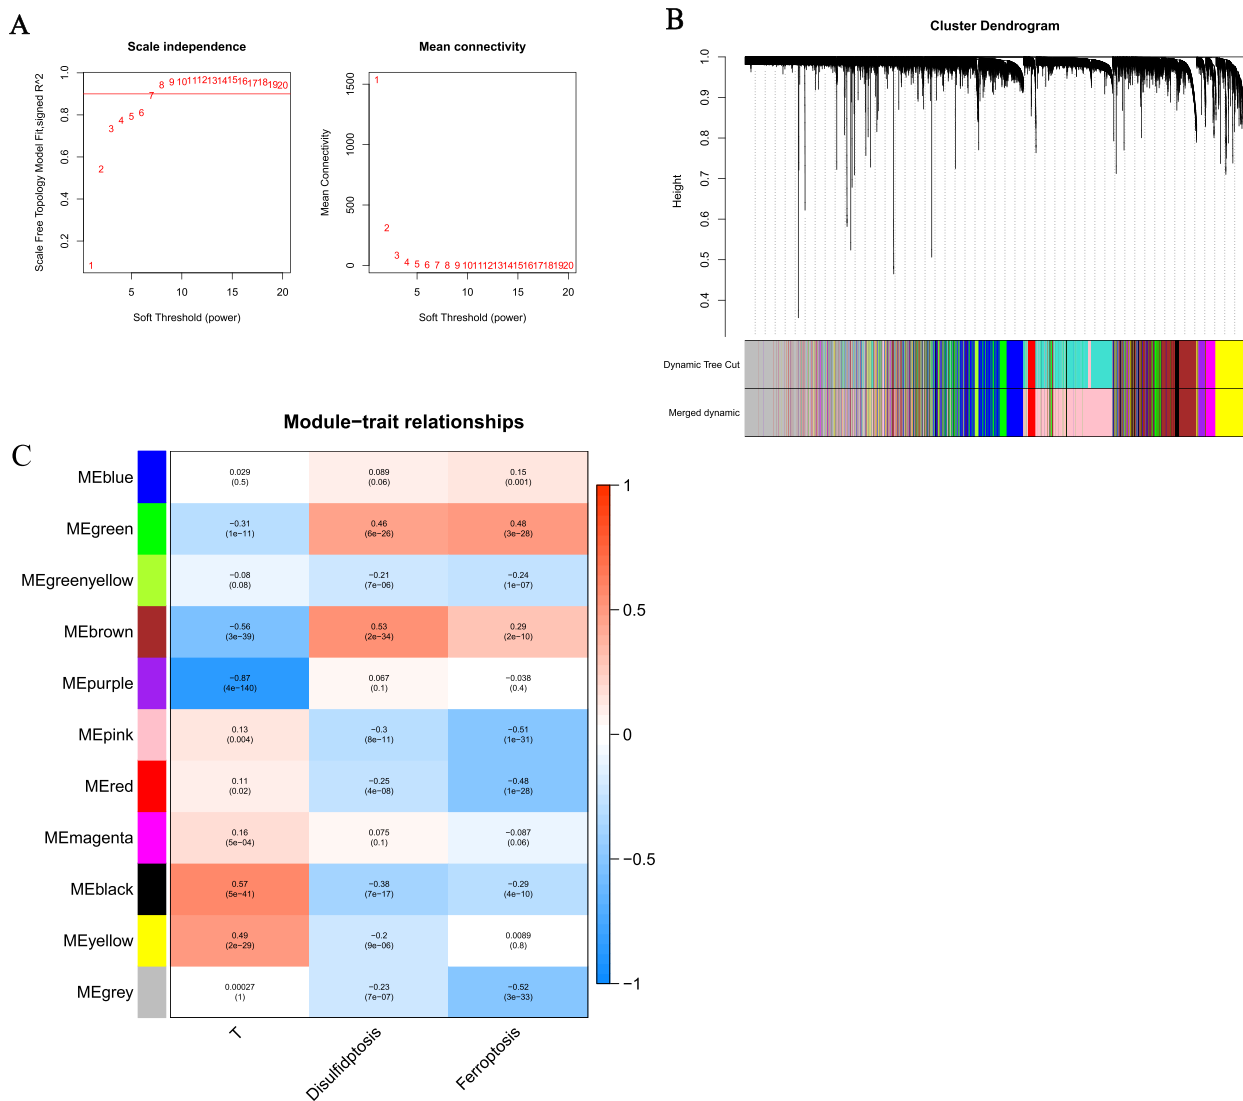 A
Scale independence
Scale Free Topology Model Fit,signed R^2
1.0
0.8
0.6
0.4
0.2
1 2 3 4 5 6 7 8 9 10 11 12 13 14 15 16 17 18 19 20
5 10 15 20
Soft Threshold (power)
Mean connectivity
Mean Connectivity
1500
1000
500
0
1 2 3 4 5 6 7 8 9 10 11 12 13 14 15 16 17 18 19 20
5 10 15 20
Soft Threshold (power)
B
Cluster Dendrogram
Height
1.0
0.9
0.8
0.7
0.6
0.5
0.4
Dynamic Tree Cut
Merged dynamic
C
Module−trait relationships
MEblue 0.029 0.089 0.15
(0.5) (0.06) (0.001)
MEgreen −0.31 0.46 0.48
(1e−11) (6e−26) (3e−28)
MEgreenyellow −0.08 −0.21 −0.24
(0.08) (7e−06) (1e−07)
MEbrown −0.56 0.53 0.29
(3e−39) (2e−34) (2e−10)
MEpurple −0.87 0.067 −0.038
(4e−140) (0.1) (0.4)
MEpink 0.13 −0.3 −0.51
(0.004) (8e−11) (1e−31)
MEred 0.11 −0.25 −0.48
(0.02) (4e−08) (1e−28)
MEmagenta 0.16 0.075 −0.087
(5e−04) (0.1) (0.06)
MEblack 0.57 −0.38 −0.29
(5e−41) (7e−17) (4e−10)
MEyellow 0.49 −0.2 0.0089
(2e−29) (9e−06) (0.8)
MEgrey 0.00027 −0.23 −0.52
(1) (7e−07) (3e−33)
T Disulfidptosis Ferroptosis
1
0.5
0
−0.5
−1